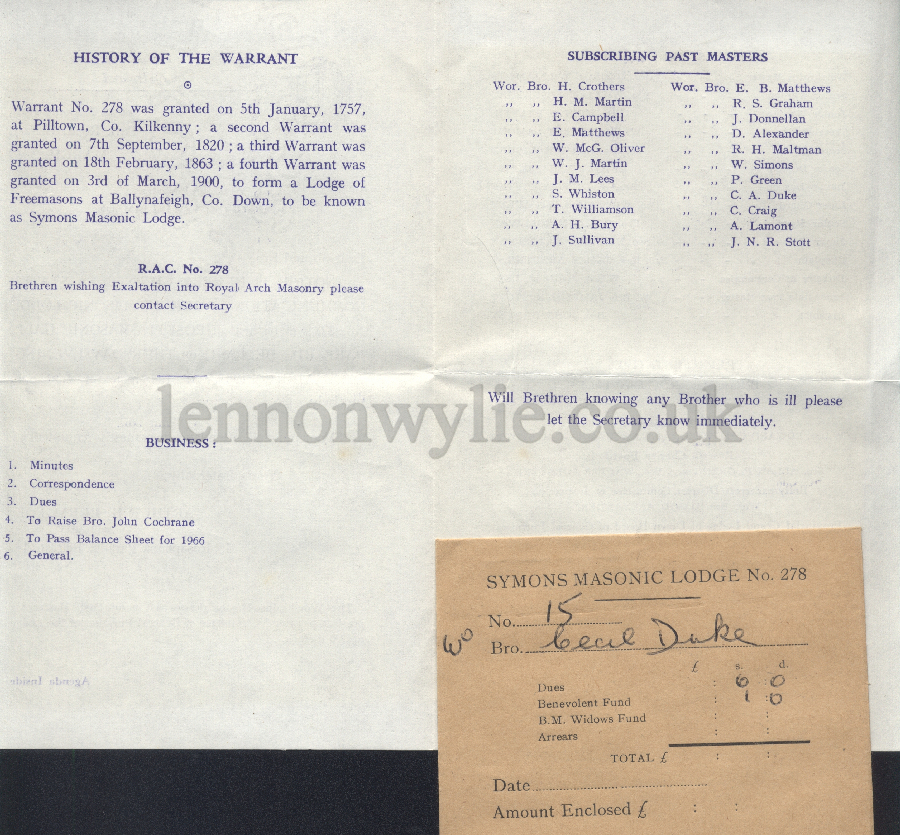 HISTORY OF THE WARRANT
Warrant No. 278 was granted on 5th January, 1757,
at Pilltown, Co. Kilkenny ; a second Warrant was
granted on 7th September, 1820 ; a third Warrant was
granted on 18th February, 1863 ; a fourth Warrant was
granted on 3rd of March, 1900, to form a Lodge of
Freemasons at Ballynafeigh, Co. Down, to be known
as Symons Masonic Lodge.
R.A.C. No. 278
Brethren wishing Exaltation into Royal Arch Masonry please
contact Secretary
SUBSCRIBING PAST MASTERS
Wor. Bro. H. Crothers
,, ,, H. M. Martin
,, ,, E. Campbell
,, ,, E. Matthews
,, ,, W. McG. Oliver
,, ,, W. J. Martin
,, ,, J. M. Lees
,, ,, S. Whiston
,, ,, T. Williamson
,, ,, A. H. Bury
,, ,, J. Sullivan
Wor. Bro. E. B. Matthews
,, ,, R. S. Graham
,, ,, J. Donnellan
,, ,, D. Alexander
,, ,, R. H. Maltman
,, ,, W. Simons
,, ,, P. Green
,, ,, C. A. Duke
,, ,, C. Craig
,, ,, A. Lamont
,, ,, J. N. R. Stott
lennonwylie.co.uk
BUSINESS :
1. Minutes
2. Correspondence
3. Dues
4. To Raise Bro. John Cochrane
5. To Pass Balance Sheet for 1966
6. General.
Will Brethren knowing any Brother who is ill please
let the Secretary know immediately.
Agenda Inside
SYMONS MASONIC LODGE No. 278
No. 15
Wo Bro. Cecil Duke
£ s. d.
Dues : 6 : 0
Benevolent Fund : 1 : 0
B.M. Widows Fund : :
Arrears : :
TOTAL £ : :
Date
Amount Enclosed £ : :